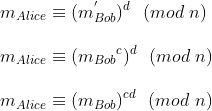 m_{Alice} ≡ (m^{'}_{Bob})^{d} (mod n)
m_{Alice} ≡ (m_{Bob}^{c})^{d} (mod n)
m_{Alice} ≡ (m_{Bob})^{cd} (mod n)